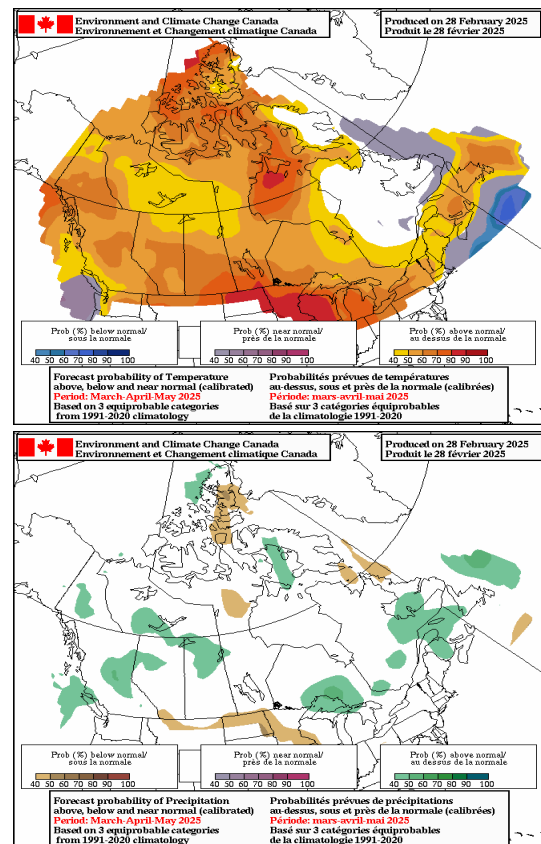 Environment and Climate Change Canada
Environnement et Changement climatique Canada
Produced on 28 February 2025
Produit le 28 février 2025
Prob (%) below normal/
sous la normale
40 50 60 70 80 90 100
Prob (%) near normal/
près de la normale
40 50 60 70 80 90 100
Prob (%) above normal/
au dessus de la normale
40 50 60 70 80 90 100
Forecast probability of Temperature
above, below and near normal (calibrated)
Period: March-April-May 2025
Based on 3 equiprobable categories
from 1991-2020 climatology
Probabilités prévues de températures
au-dessus, sous et près de la normale (calibrées)
Période: mars-avril-mai 2025
Basé sur 3 catégories équiprobables
de la climatologie 1991-2020
Environment and Climate Change Canada
Environnement et Changement climatique Canada
Produced on 28 February 2025
Produit le 28 février 2025
Prob (%) below normal/
sous la normale
40 50 60 70 80 90 100
Prob (%) near normal/
près de la normale
40 50 60 70 80 90 100
Prob (%) above normal/
au dessus de la normale
40 50 60 70 80 90 100
Forecast probability of Precipitation
above, below and near normal (calibrated)
Period: March-April-May 2025
Based on 3 equiprobable categories
from 1991-2020 climatology
Probabilités prévues de précipitations
au-dessus, sous et près de la normale (calibrées)
Période: mars-avril-mai 2025
Basé sur 3 catégories équiprobables
de la climatologie 1991-2020